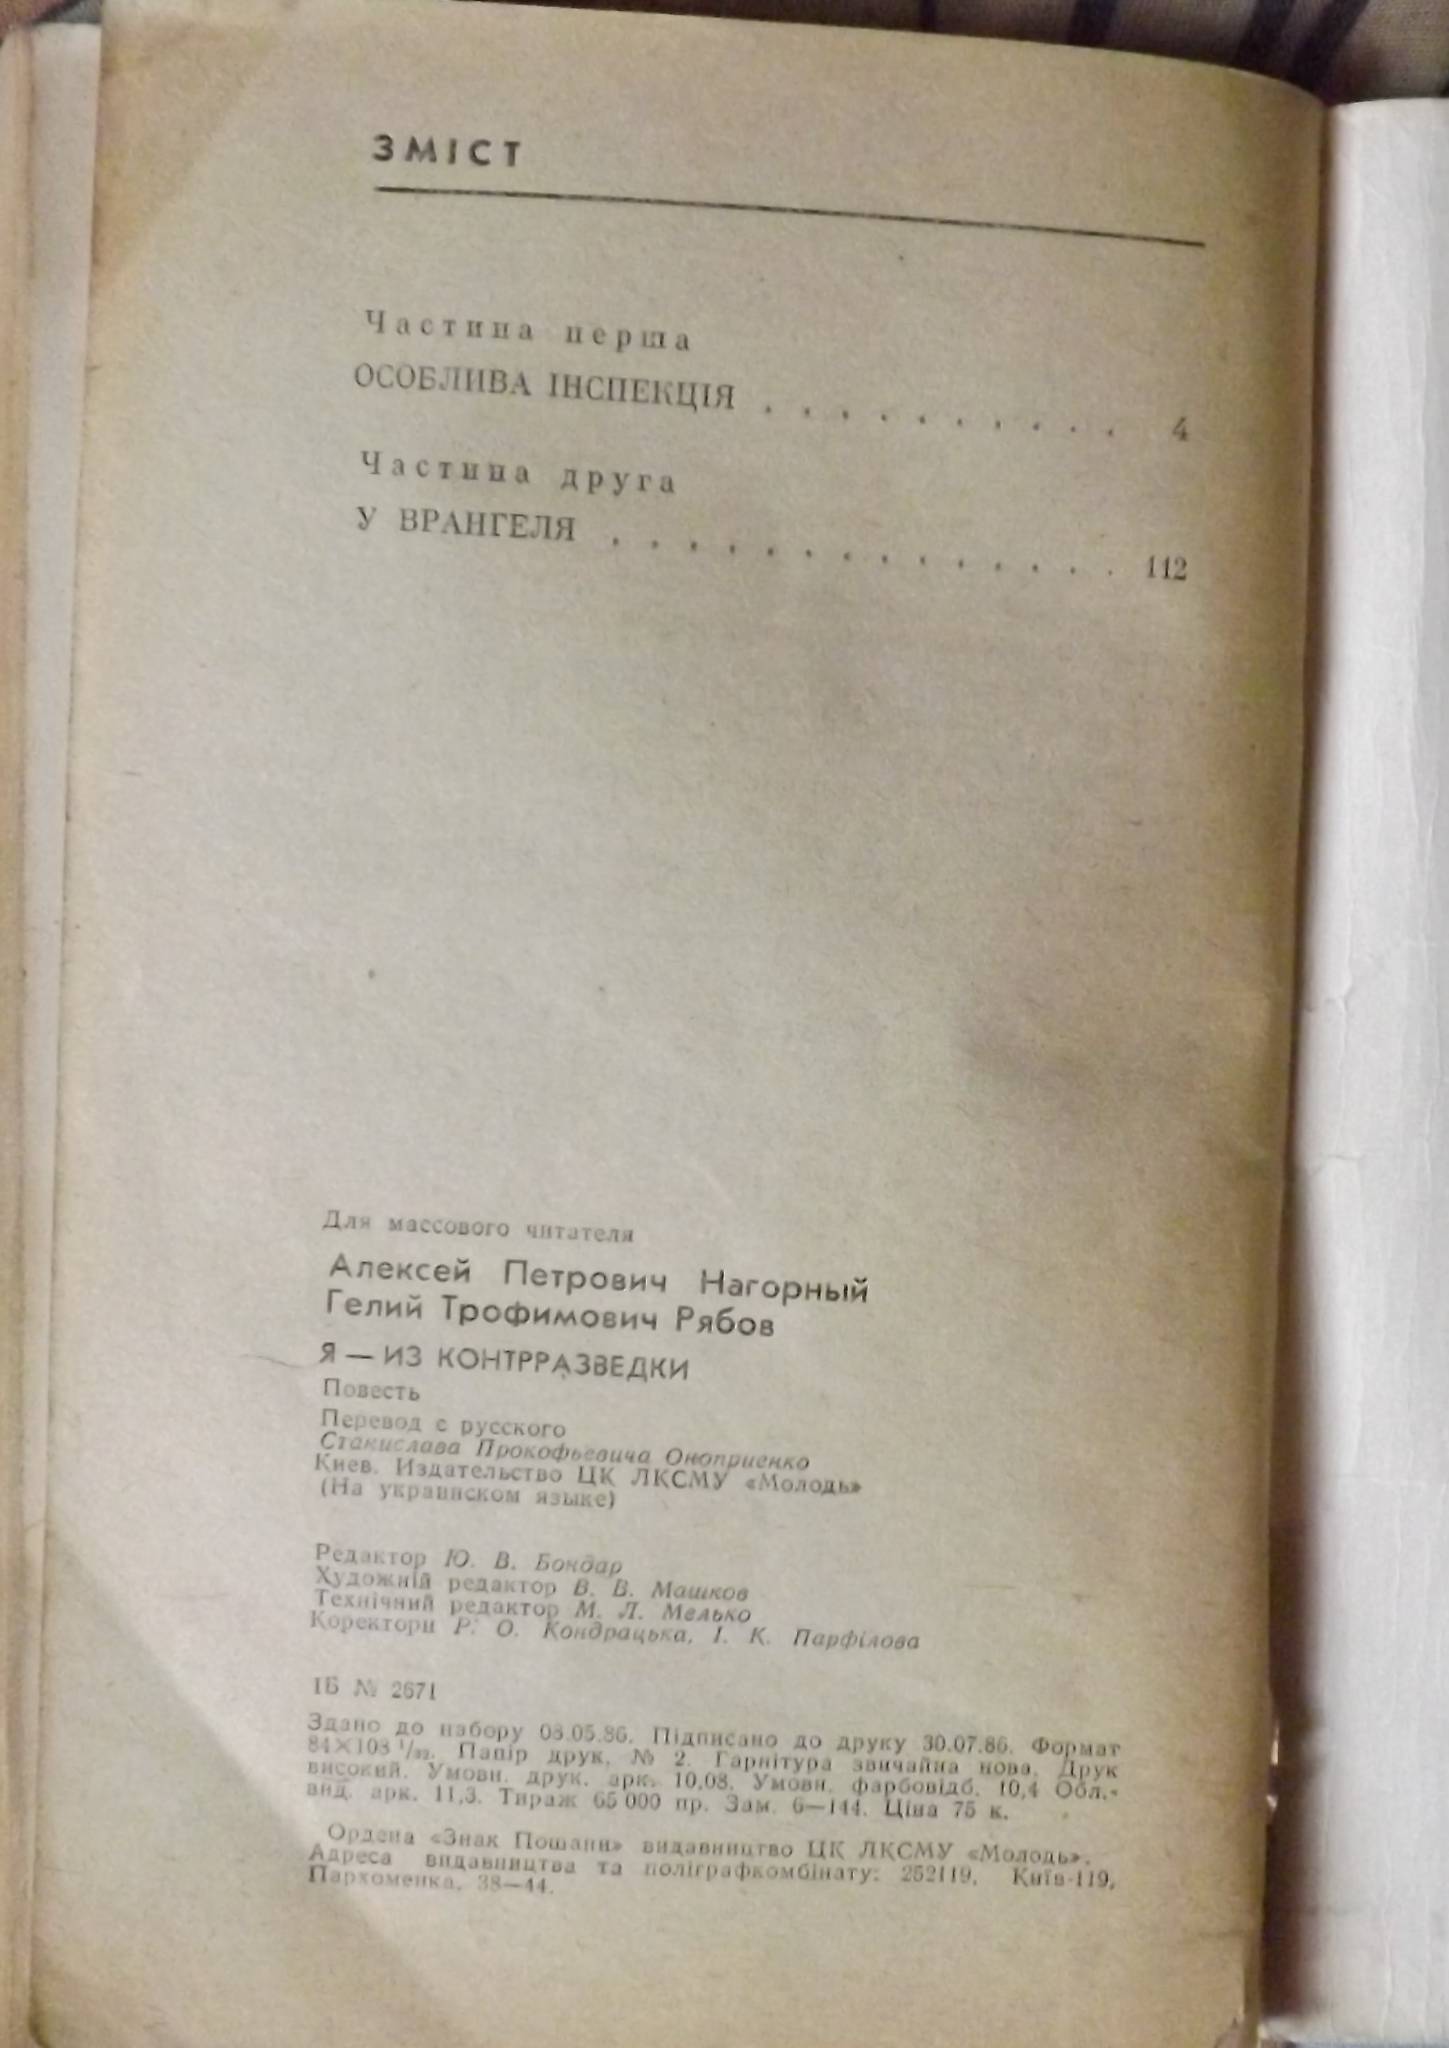 ЗМІСТ
Частина перша
ОСОБЛИВА ІНСПЕКЦІЯ . . . . . . . . . . 4
Частина друга
У ВРАНГЕЛЯ . . . . . . . . . . . . . . 112
Для массового читателя
Алексей Петрович Нагорный
Гелий Трофимович Рябов
Я — ИЗ КОНТРРАЗВЕДКИ
Повесть
Перевод с русского
Станислава Прокофьевича Оноприенко
Киев. Издательство ЦК ЛКСМУ «Молодь»
(На украинском языке)
Редактор Ю. В. Бондар
Художній редактор В. В. Машков
Технічний редактор М. Л. Мелько
Коректори Р. О. Кондрацька, І. К. Парфілова
ІБ № 2671
Здано до набору 08.05.86. Підписано до друку 30.07.86. Формат
84×108 1/32. Папір друк. № 2. Гарнітура звичайна нова. Друк
високий. Умовн. друк. арк. 10,08. Умовн. фарбовідб. 10,4 Обл.-
вид. арк. 11,3. Тираж 65 000 пр. Зам. 6—144. Ціна 75 к.
Ордена «Знак Пошани» видавництво ЦК ЛКСМУ «Молодь».
Адреса видавництва та поліграфкомбінату: 252119, Київ-119,
Пархоменка, 38—44.